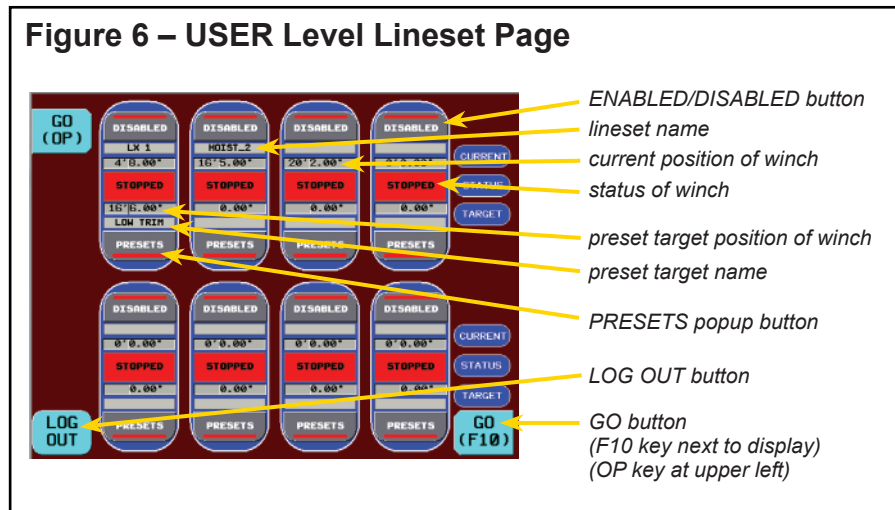 Figure 6 – USER Level Lineset Page
GO
(OP)
DISABLED DISABLED DISABLED DISABLED
LX 1 HOIST_2
4'8.00" 16'5.00" 20'2.00" CURRENT
STOPPED STOPPED STOPPED STOPPED STATUS
16'6.00" 0.00" 0.00" 0.00" TARGET
LOW TRIM
PRESETS PRESETS PRESETS PRESETS
DISABLED DISABLED DISABLED DISABLED
0'0.00" 0'0.00" 0'0.00" 0'0.00" CURRENT
STOPPED STOPPED STOPPED STOPPED STATUS
0.00" 0.00" 0.00" 0.00" TARGET
PRESETS PRESETS PRESETS PRESETS
LOG
OUT
GO
(F10)
ENABLED/DISABLED button
lineset name
current position of winch
status of winch
preset target position of winch
preset target name
PRESETS popup button
LOG OUT button
GO button
(F10 key next to display)
(OP key at upper left)